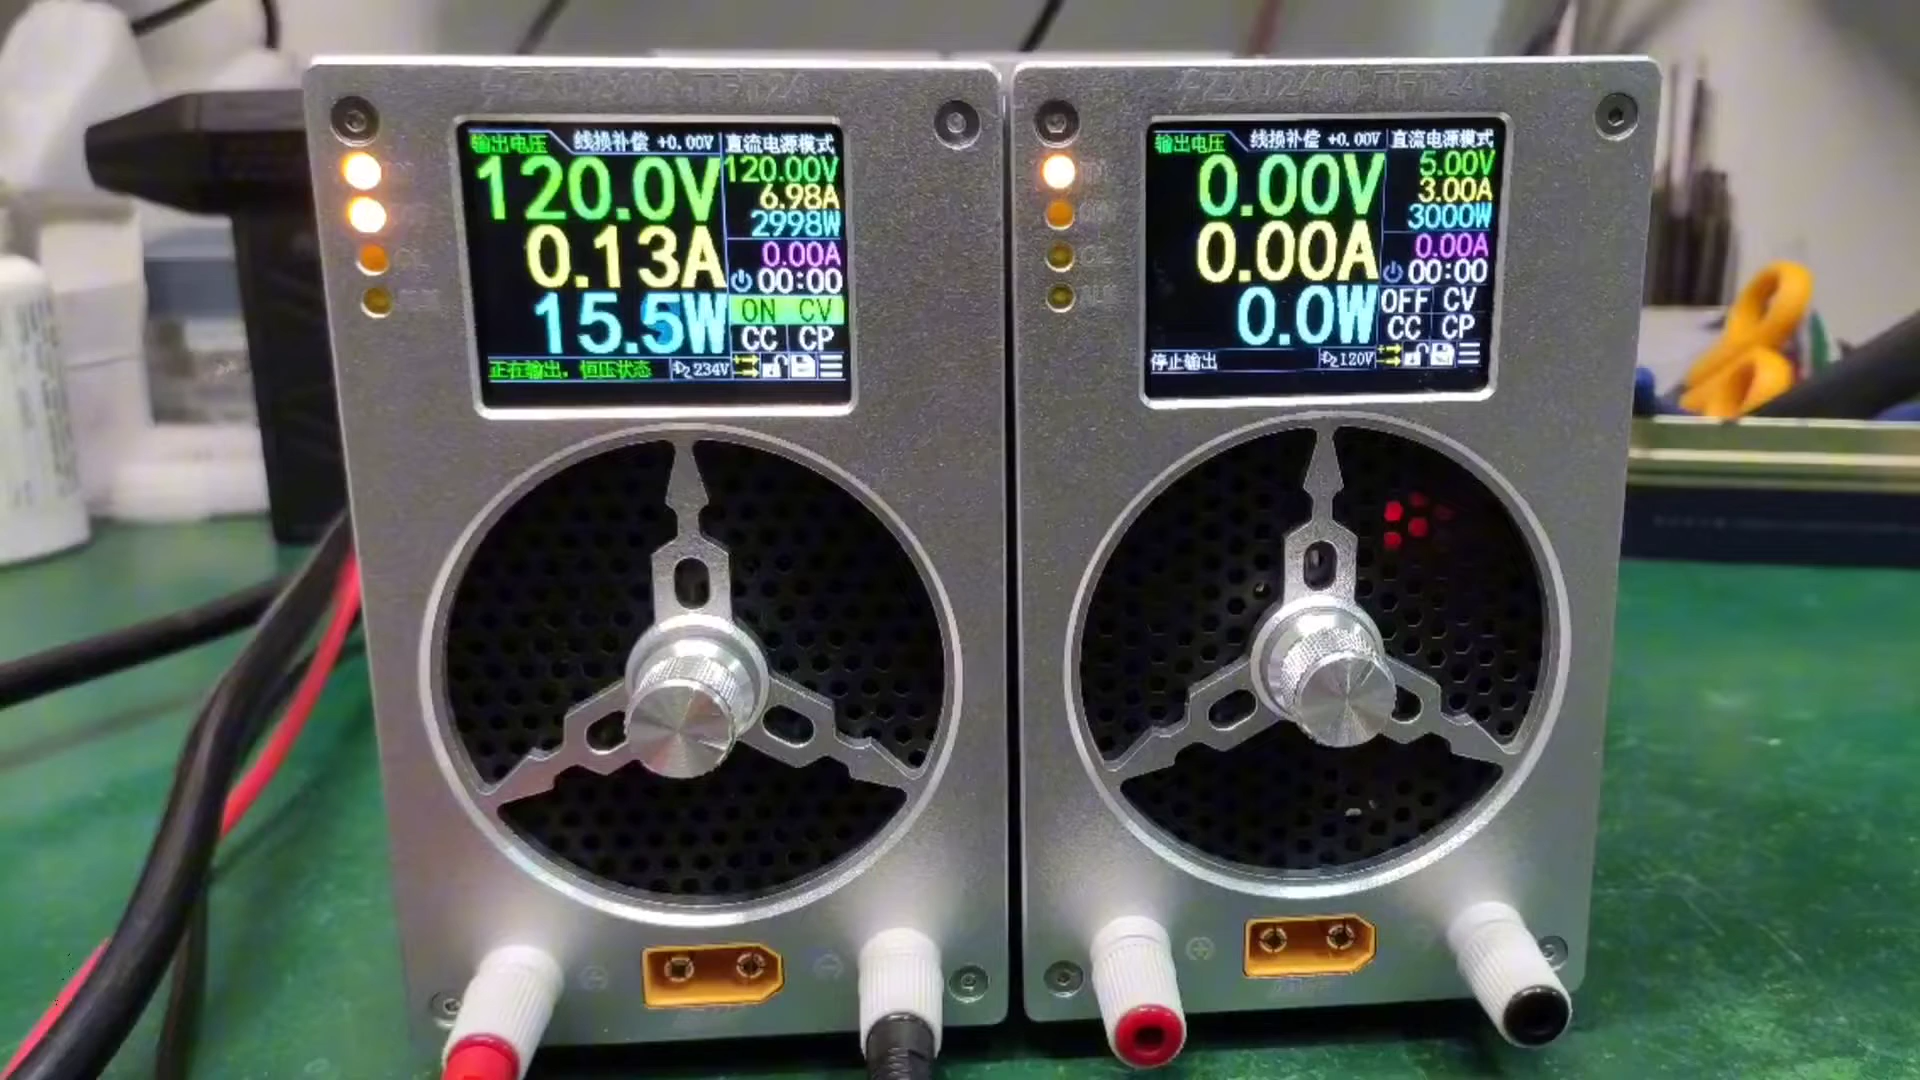 输出电压 线损补偿 +0.00V 直流电源模式
120.0V
120.00V
6.98A
2998W
0.13A
0.00A
00:00
15.5W
ON CV
CC CP
正在输出，恒压状态 234V
输出电压 线损补偿 +0.00V 直流电源模式
0.00V
5.00V
3.00A
3000W
0.00A
0.00A
00:00
0.0W
OFF CV
CC CP
停止输出 120V